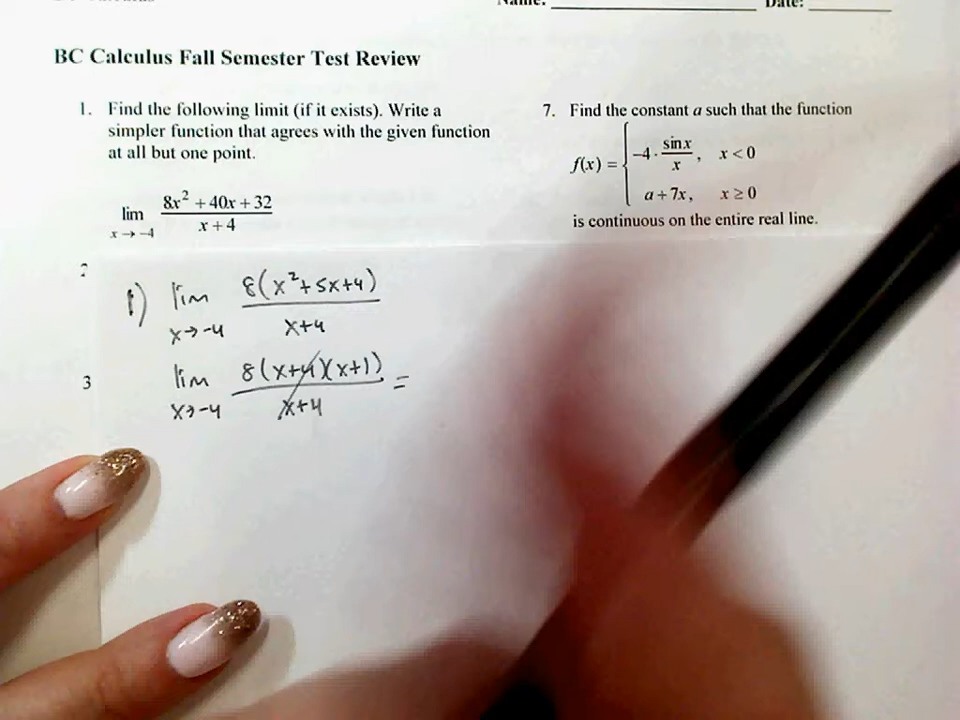 BC Calculus Fall Semester Test Review
1. Find the following limit (if it exists). Write a
simpler function that agrees with the given function
at all but one point.
lim 8x² + 40x + 32
x → -4 x + 4
7. Find the constant a such that the function
f(x) = { -4 · sin x / x, x < 0
a + 7x, x ≥ 0
is continuous on the entire real line.
1) lim 8(x²+5x+4)
x→-4 x+4
3
lim 8(x+4)(x+1) =
x→-4 x+4